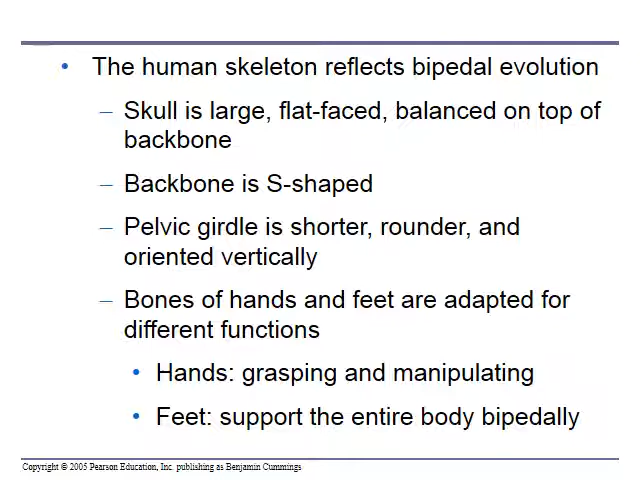 • The human skeleton reflects bipedal evolution
– Skull is large, flat-faced, balanced on top of
backbone
– Backbone is S-shaped
– Pelvic girdle is shorter, rounder, and
oriented vertically
– Bones of hands and feet are adapted for
different functions
• Hands: grasping and manipulating
• Feet: support the entire body bipedally
Copyright © 2005 Pearson Education, Inc. publishing as Benjamin Cummings